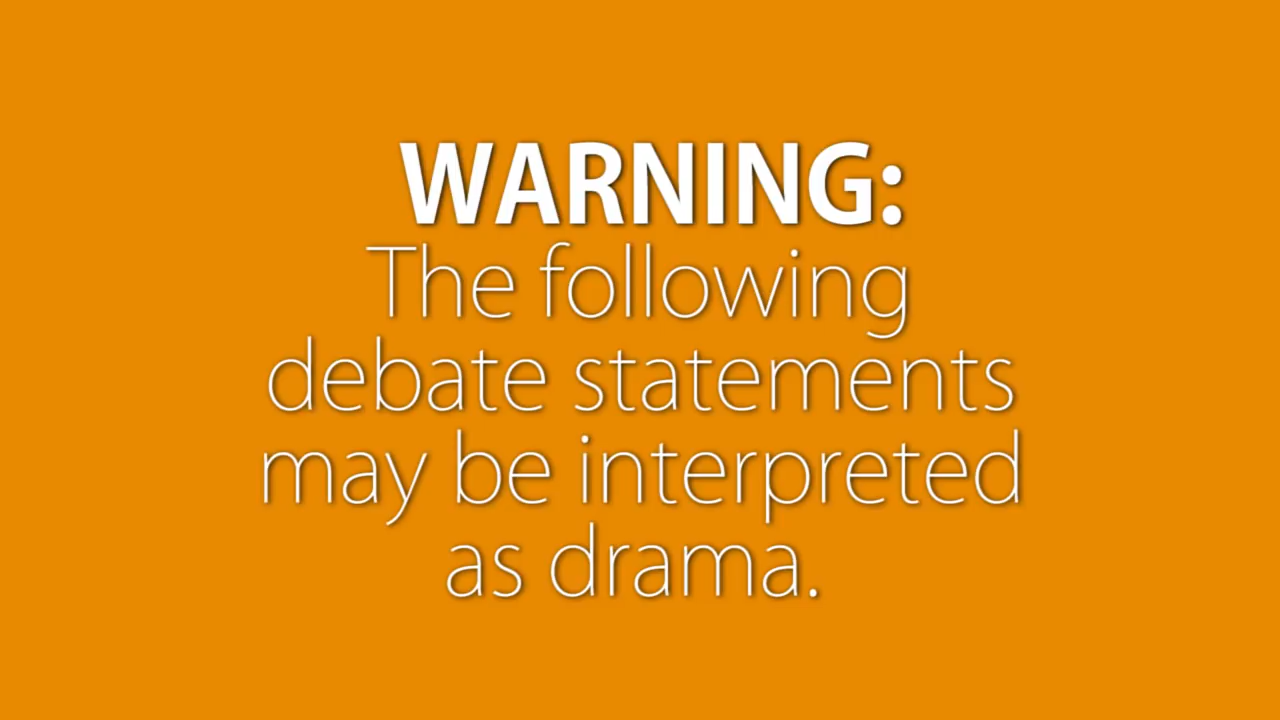 WARNING:
The following
debate statements
may be interpreted
as drama.